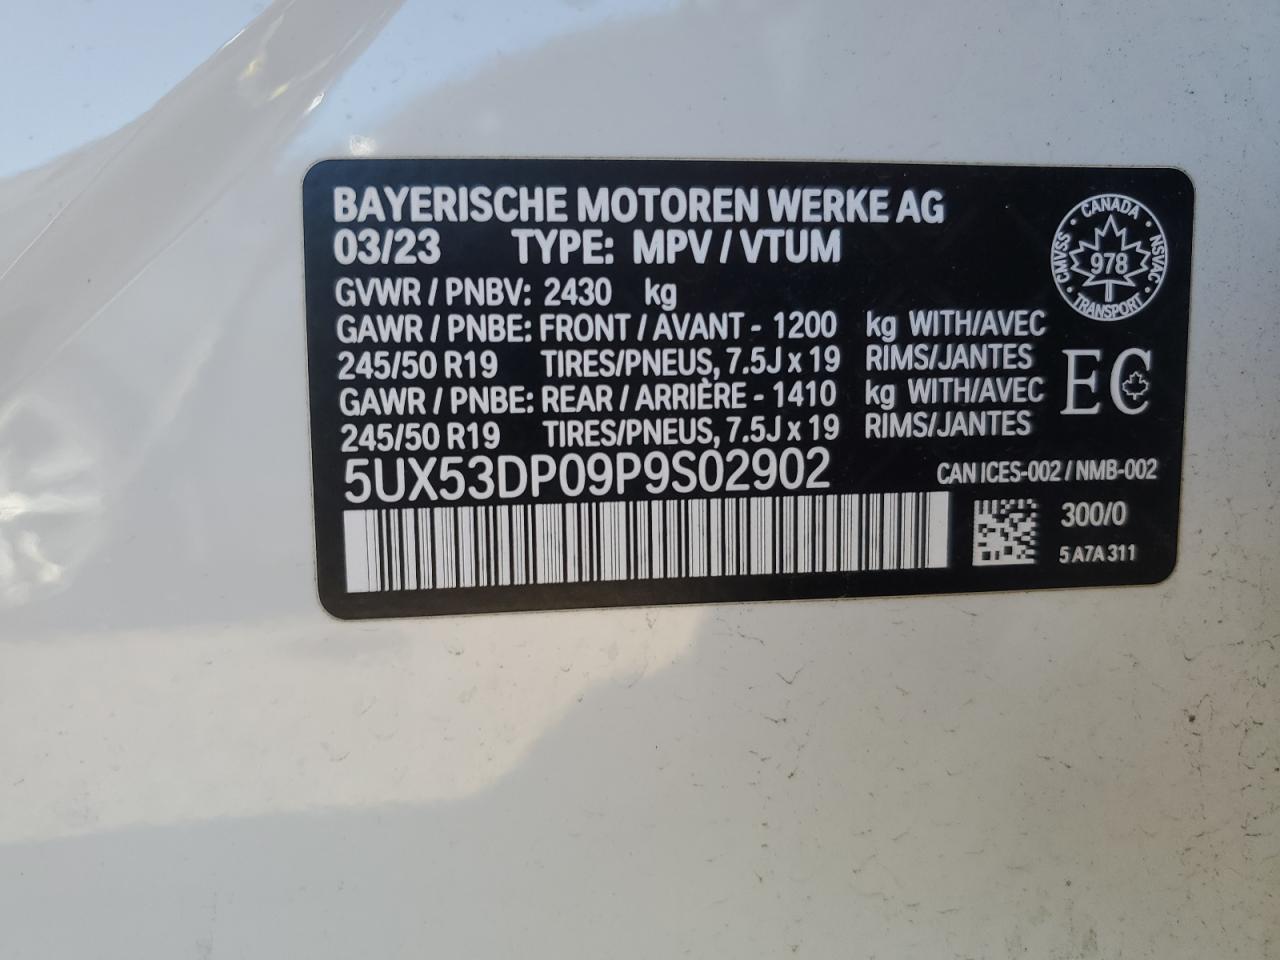 BAYERISCHE MOTOREN WERKE AG
03/23 TYPE: MPV / VTUM
GVWR / PNBV: 2430 kg
GAWR / PNBE: FRONT / AVANT - 1200 kg WITH/AVEC
245/50 R19 TIRES/PNEUS, 7.5J x 19 RIMS/JANTES
GAWR / PNBE: REAR / ARRIÈRE - 1410 kg WITH/AVEC
245/50 R19 TIRES/PNEUS, 7.5J x 19 RIMS/JANTES
5UX53DP09P9S02902
CANADA
CMVSS 978 NSVAC
TRANSPORT
EC
CAN ICES-002 / NMB-002
300/0
5 A7A 311